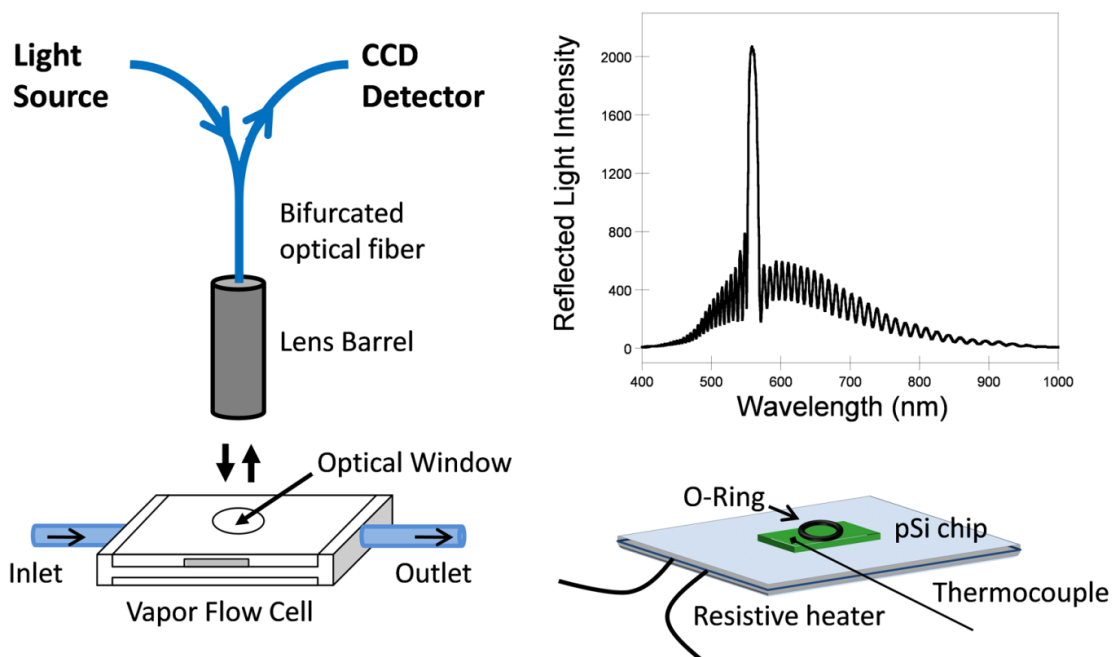 Light
Source
CCD
Detector
Bifurcated
optical fiber
Lens Barrel
Optical Window
Inlet
Outlet
Vapor Flow Cell
Reflected Light Intensity
2000
1600
1200
800
400
0
400 500 600 700 800 900 1000
Wavelength (nm)
O-Ring
pSi chip
Thermocouple
Resistive heater